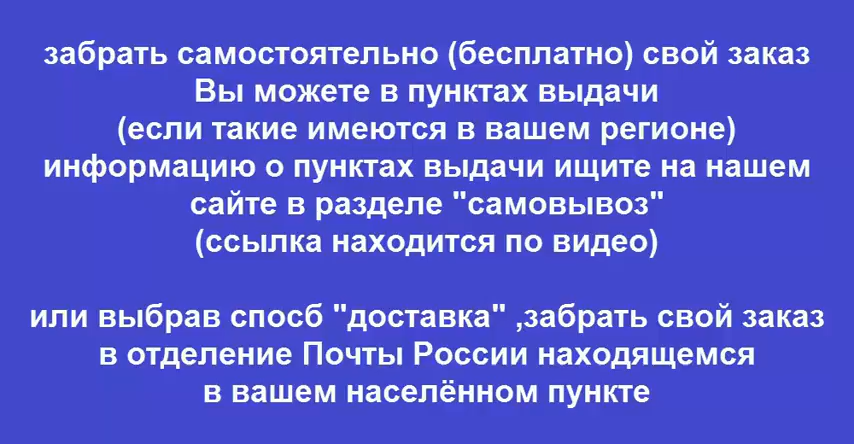 забрать самостоятельно (бесплатно) свой заказ
Вы можете в пунктах выдачи
(если такие имеются в вашем регионе)
информацию о пунктах выдачи ищите на нашем
сайте в разделе "самовывоз"
(ссылка находится по видео)
или выбрав спосб "доставка" ,забрать свой заказ
в отделение Почты России находящемся
в вашем населённом пункте